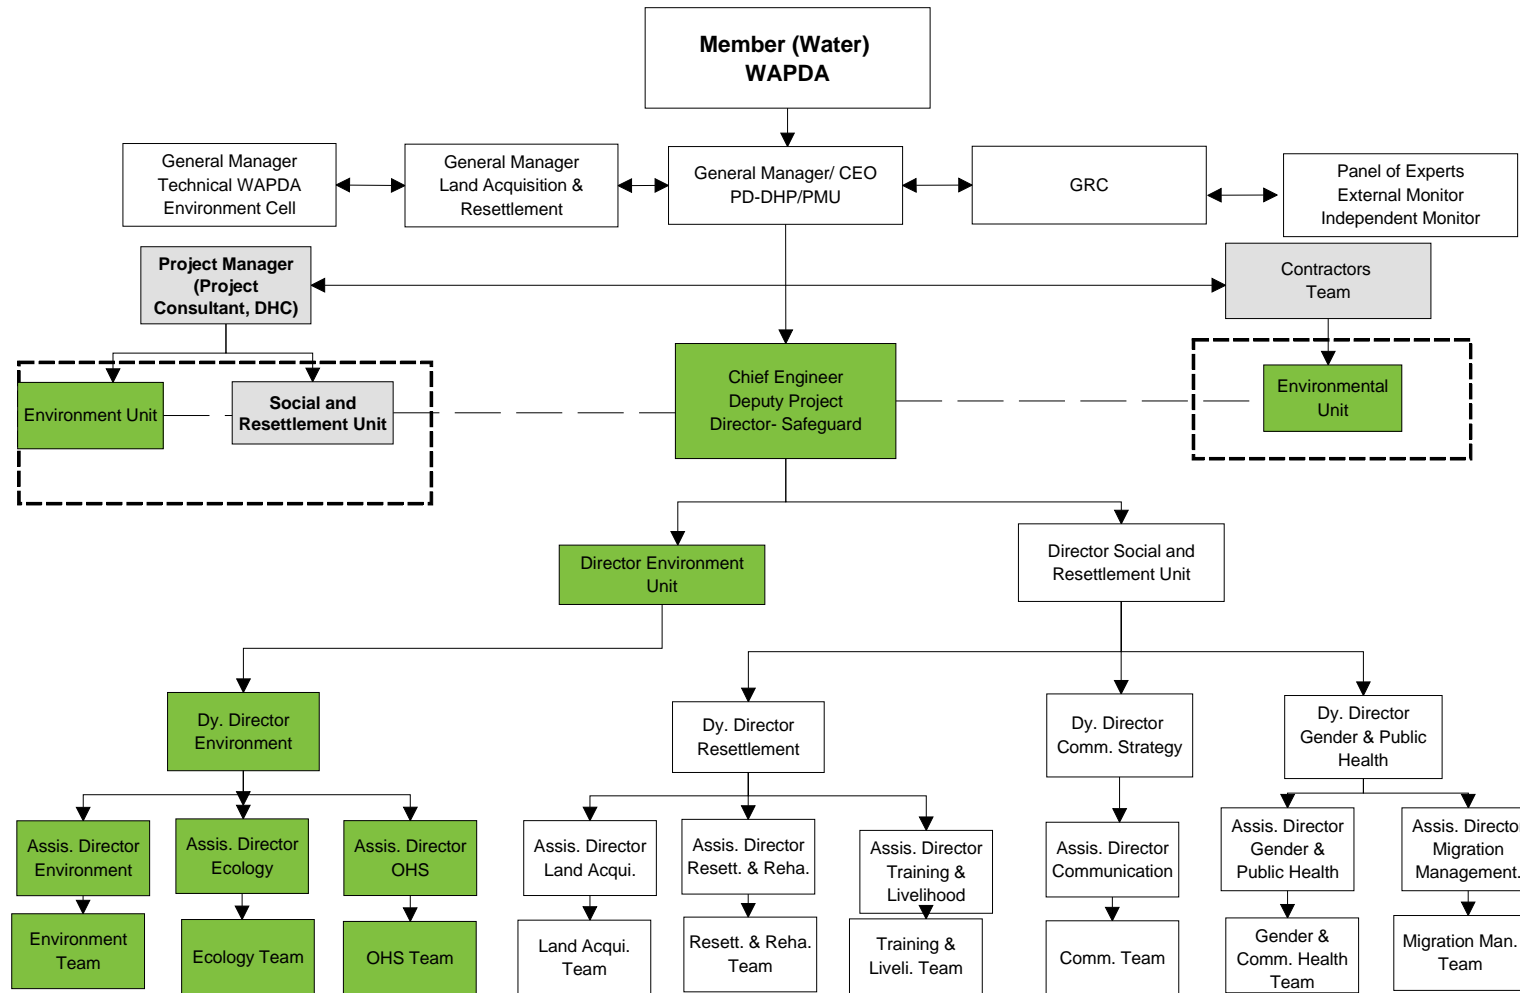 Member (Water)
WAPDA
General Manager
Technical WAPDA
Environment Cell
General Manager
Land Acquisition &
Resettlement
General Manager/ CEO
PD-DHP/PMU
GRC
Panel of Experts
External Monitor
Independent Monitor
Project Manager
(Project
Consultant, DHC)
Contractors
Team
Environment Unit
Social and
Resettlement Unit
Chief Engineer
Deputy Project
Director- Safeguard
Environmental
Unit
Director Environment
Unit
Director Social and
Resettlement Unit
Dy. Director
Environment
Dy. Director
Resettlement
Dy. Director
Comm. Strategy
Dy. Director
Gender & Public
Health
Assis. Director
Environment
Assis. Director
Ecology
Assis. Director
OHS
Assis. Director
Land Acqui.
Assis. Director
Resett. & Reha.
Assis. Director
Training &
Livelihood
Assis. Director
Communication
Assis. Director
Gender &
Public Health
Assis. Director
Migration
Management.
Environment
Team
Ecology Team
OHS Team
Land Acqui.
Team
Resett. & Reha.
Team
Training &
Liveli. Team
Comm. Team
Gender &
Comm. Health
Team
Migration Man.
Team